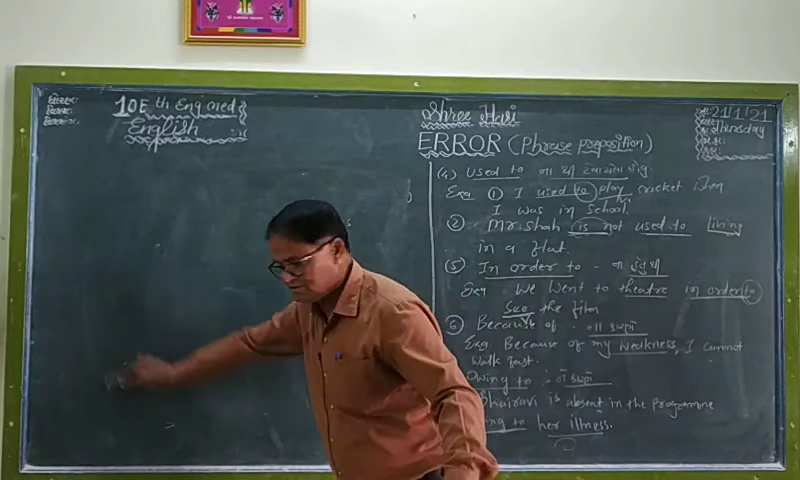 10E th Eng med
English
Shree Hari
21/1/21
Thursday
ERROR (Phrase preposition)
(4) Used to ના થી ટેવાયેલા હોવુ
Exa ① I used to play cricket when
I was in School.
② Mr. Shah is not used to living
in a flat.
(5) In order to - ના હેતુથી
Exa We went to theatre in order to
See the film
6 Because of - ના કારણે
Exa Because of my weakness, I cannot
walk fast.
Owing to - ને કારણે
Bhairavi is absent in the programme
to her illness.